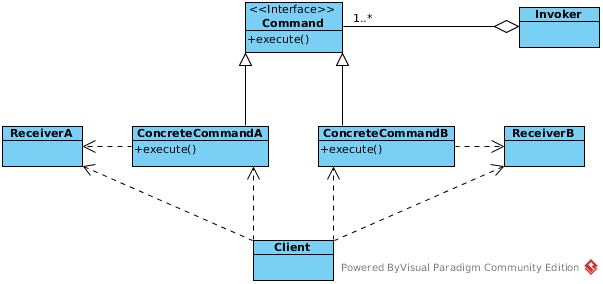 <<Interface>>
Command
+execute()
1..*
Invoker
ReceiverA
ConcreteCommandA
+execute()
ConcreteCommandB
+execute()
ReceiverB
Client
Powered ByVisual Paradigm Community Edition